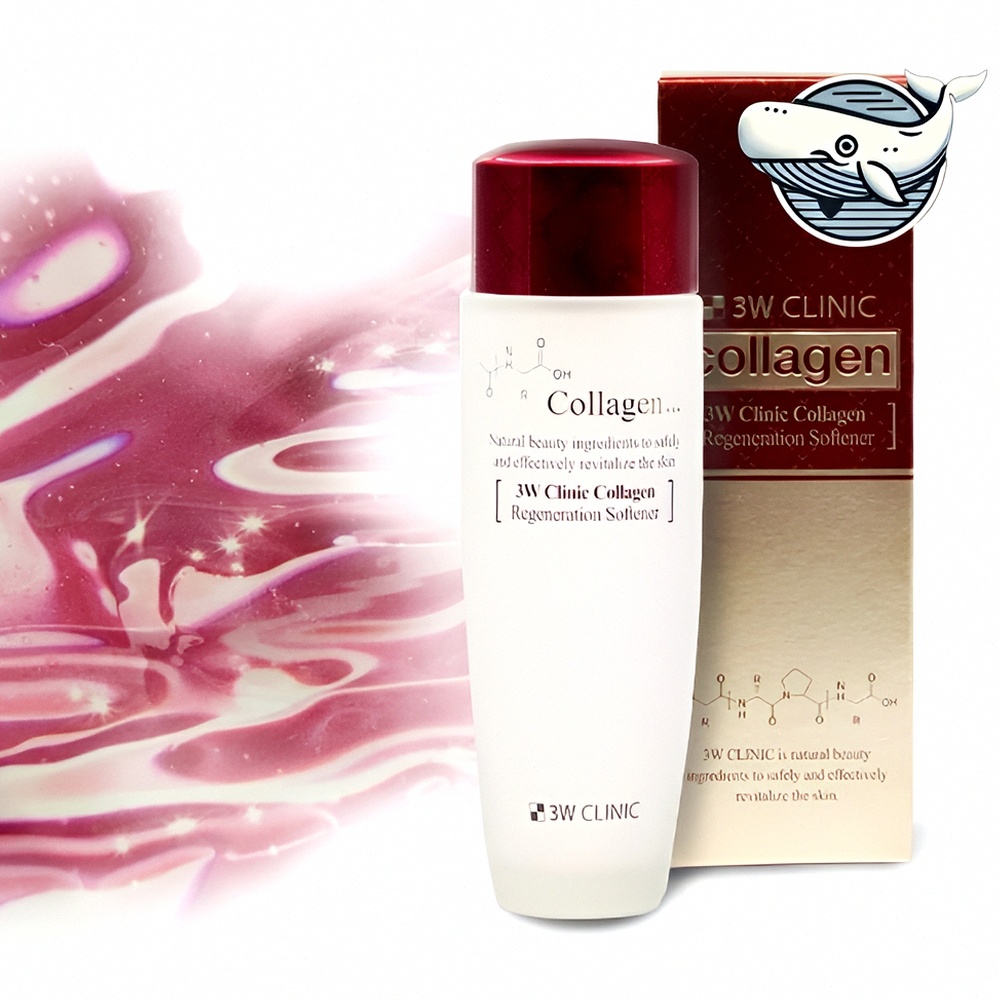 Collagen...
Natural beauty ingredients to safely
and effectively revitalize the skin
[3W Clinic Collagen
Regeneration Softener]
3W CLINIC
3W CLINIC
collagen
3W Clinic Collagen
Regeneration Softener]
3W CLINIC is natural beauty
ingredients to safely and effectively
revitalize the skin